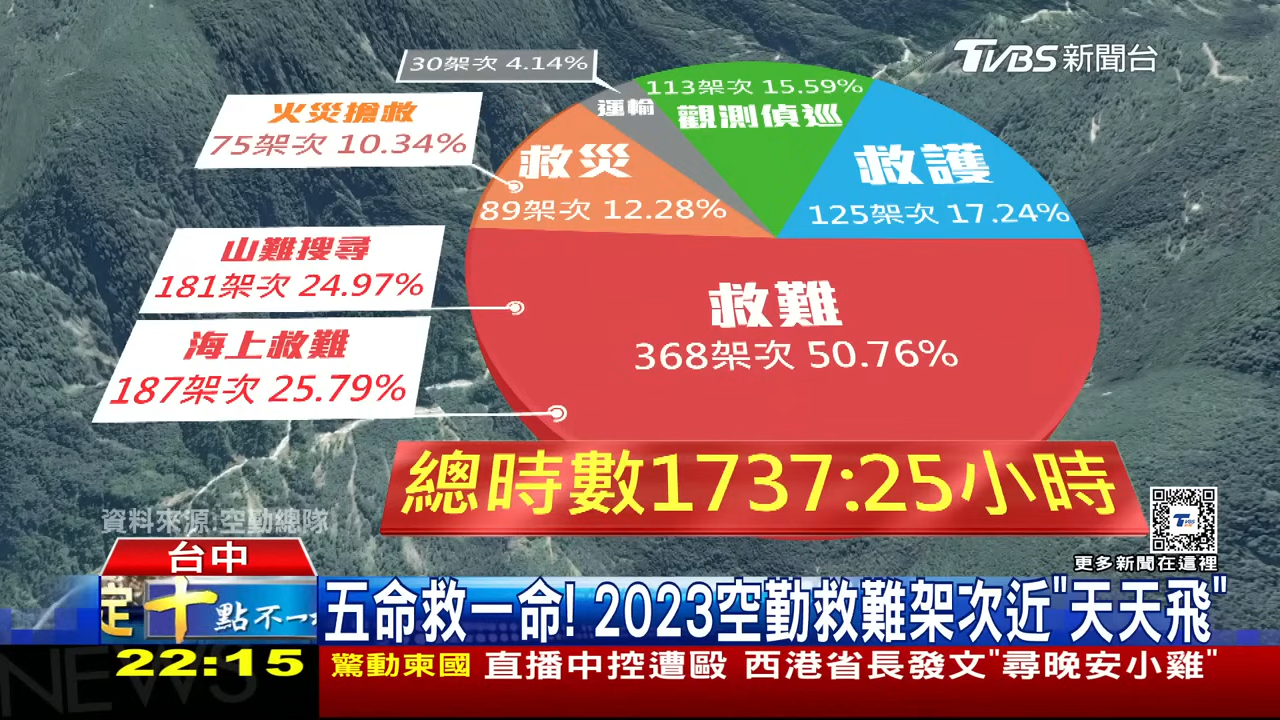 TVBS新聞台
30架次 4.14%
運輸
113架次 15.59%
觀測偵巡
火災搶救
75架次 10.34%
救災
89架次 12.28%
救護
125架次 17.24%
山難搜尋
181架次 24.97%
救難
368架次 50.76%
海上救難
187架次 25.79%
總時數1737:25小時
資料來源:空勤總隊
TVBS
更多新聞在這裡
台中
十點不一
五命救一命! 2023空勤救難架次近"天天飛"
NEWS
22:15
驚動柬國 直播中控遭毆 西港省長發文"尋晚安小雞"